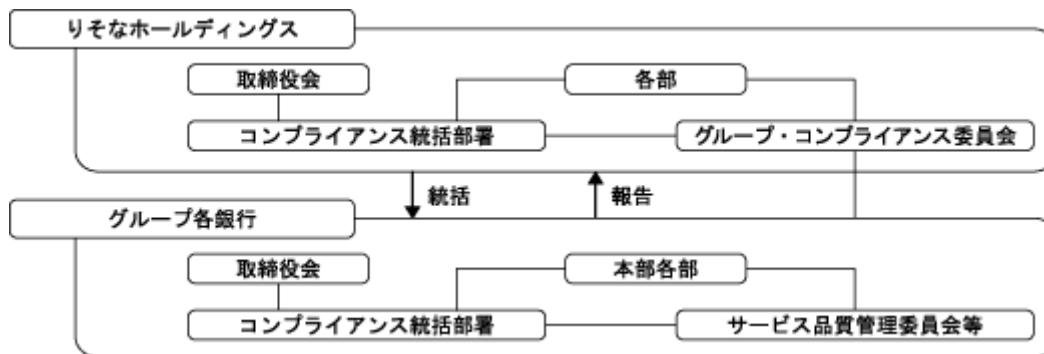 りそなホールディングス
取締役会
各部
コンプライアンス統括部署
グループ・コンプライアンス委員会
統括
報告
グループ各銀行
取締役会
本部各部
コンプライアンス統括部署
サービス品質管理委員会等